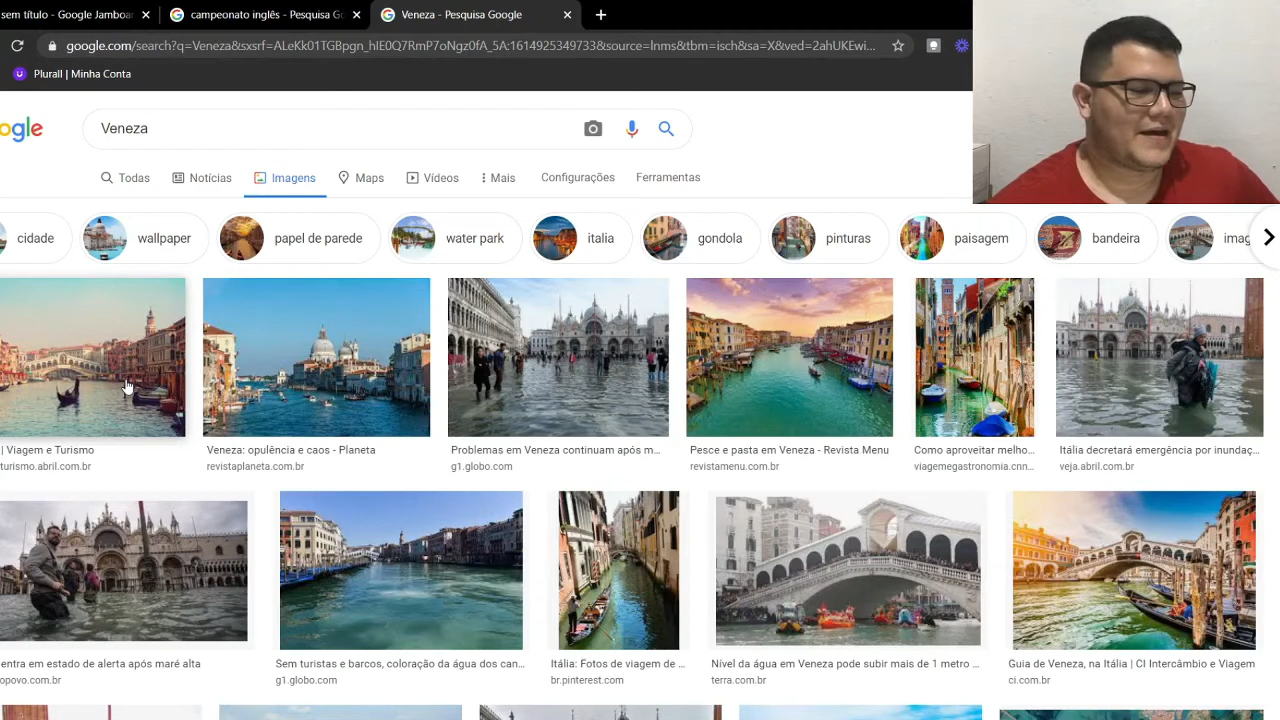 sem título - Google Jamboar
campeonato inglês - Pesquisa Go
Veneza - Pesquisa Google
google.com/search?q=Veneza&sxsrf=ALeKk01TGBpgn_hIE0Q7RmP7oNgz0fA_5A:1614925349733&source=lnms&tbm=isch&sa=X&ved=2ahUKEwi...
Plurall | Minha Conta
ogle
Veneza
Todas
Notícias
Imagens
Maps
Vídeos
Mais
Configurações
Ferramentas
cidade
wallpaper
papel de parede
water park
italia
gondola
pinturas
paisagem
bandeira
imag
| Viagem e Turismo
turismo.abril.com.br
Veneza: opulência e caos - Planeta
revistaplaneta.com.br
Problemas em Veneza continuam após m...
g1.globo.com
Pesce e pasta em Veneza - Revista Menu
revistamenu.com.br
Como aproveitar melho...
viagemegastronomia.cnn...
Itália decretará emergência por inundaç...
veja.abril.com.br
entra em estado de alerta após maré alta
opovo.com.br
Sem turistas e barcos, coloração da água dos can...
g1.globo.com
Itália: Fotos de viagem de ...
br.pinterest.com
Nível da água em Veneza pode subir mais de 1 metro ...
terra.com.br
Guia de Veneza, na Itália | CI Intercâmbio e Viagem
ci.com.br